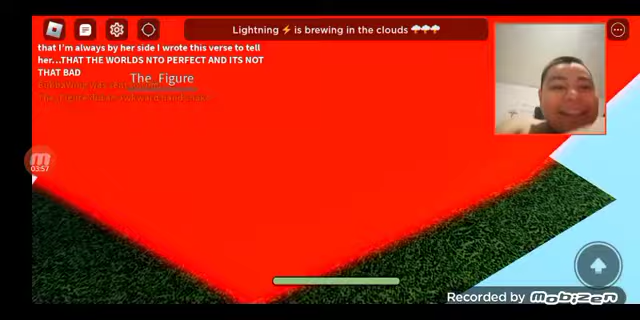 Lightning ⚡ is brewing in the clouds 🌩🌩🌩
that I'm always by her side I wrote this verse to tell
her...THAT THE WORLDS NTO PERFECT AND ITS NOT
THAT BAD
The_Figure
03:57
Recorded by Mobizen